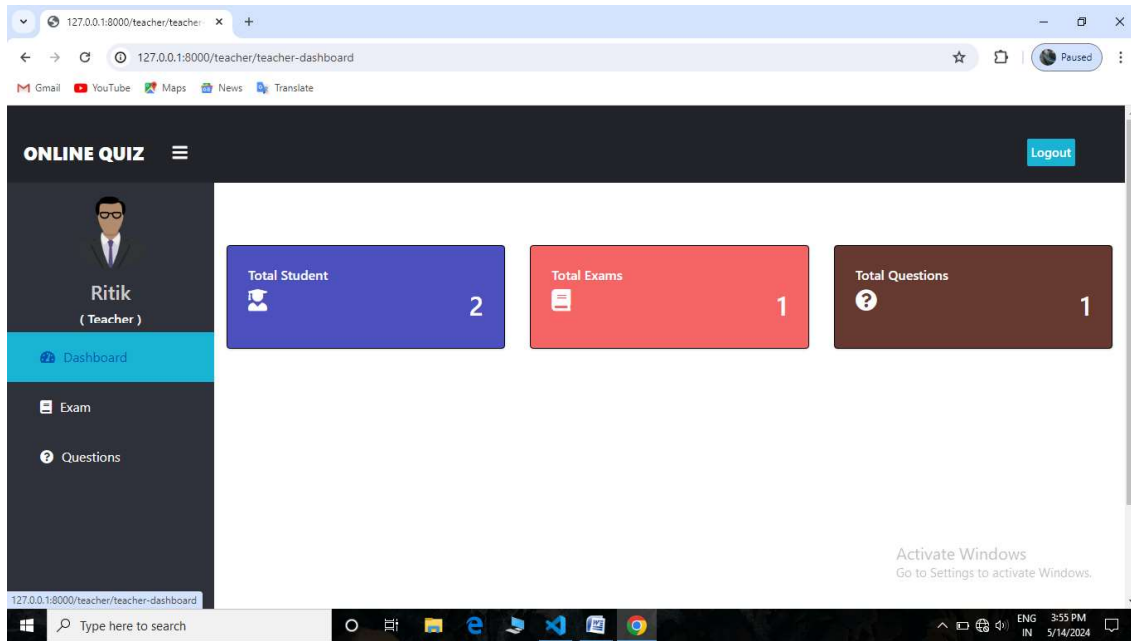 127.0.0.1:8000/teacher/teacher-
127.0.0.1:8000/teacher/teacher-dashboard
Paused
Gmail YouTube Maps News Translate
ONLINE QUIZ
Logout
Ritik
( Teacher )
Dashboard
Exam
Questions
Total Student
2
Total Exams
1
Total Questions
1
Activate Windows
Go to Settings to activate Windows.
127.0.0.1:8000/teacher/teacher-dashboard
Type here to search
ENG 3:55 PM
IN 5/14/2024